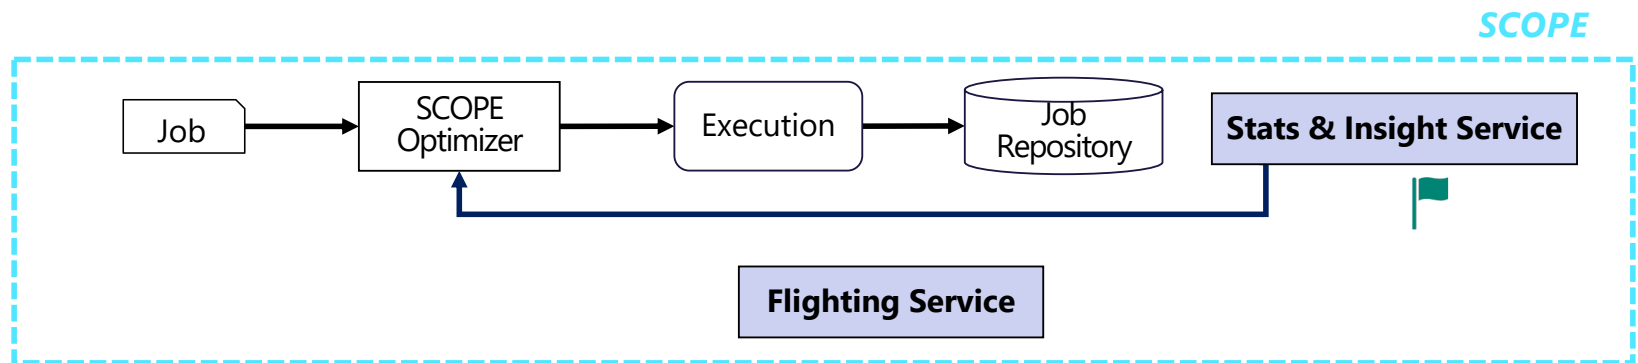 SCOPE
Job
SCOPE
Optimizer
Execution
Job
Repository
Stats & Insight Service
Flighting Service